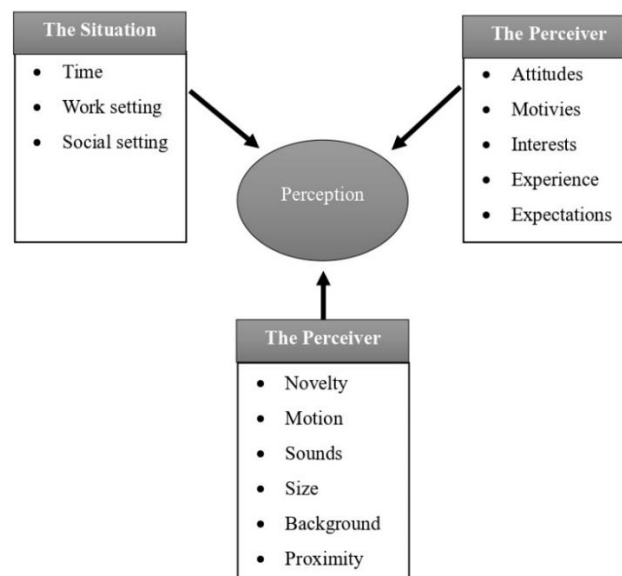 The Situation
Time
Work setting
Social setting
The Perceiver
Attitudes
Motivies
Interests
Experience
Expectations
Perception
The Perceiver
Novelty
Motion
Sounds
Size
Background
Proximity